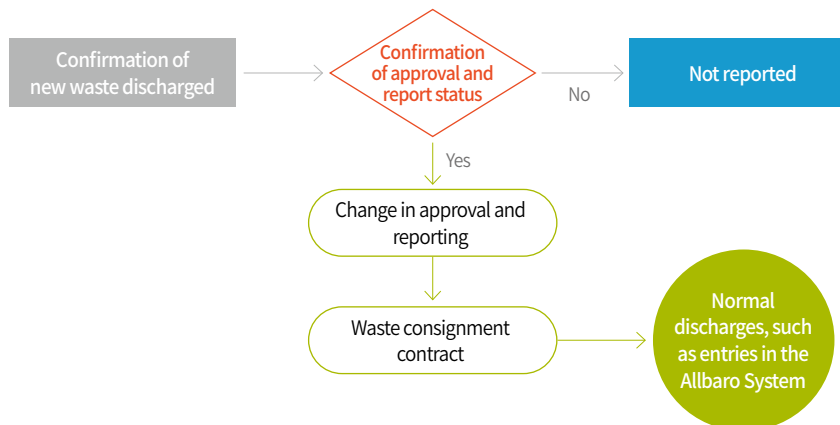 Confirmation of
new waste discharged
Confirmation
of approval and
report status
No
Not reported
Yes
Change in approval and
reporting
Waste consignment
contract
Normal
discharges, such
as entries in the
Allbaro System